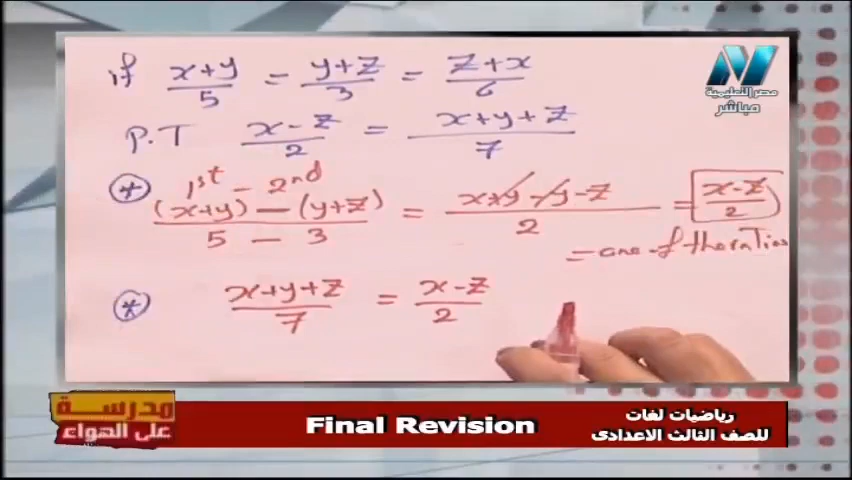 if x+y/5 = y+z/3 = z+x/6
P.T x-z/2 = x+y+z/7
* 1st - 2nd
(x+y) - (y+z)/5 - 3 = x+y-y-z/2 = x-z/2
= one of the ratios
* x+y+z/7 = x-z/2
مصر التعليمية
مباشر
مدرسة
على الهواء
Final Revision
رياضيات لغات
للصف الثالث الاعدادى